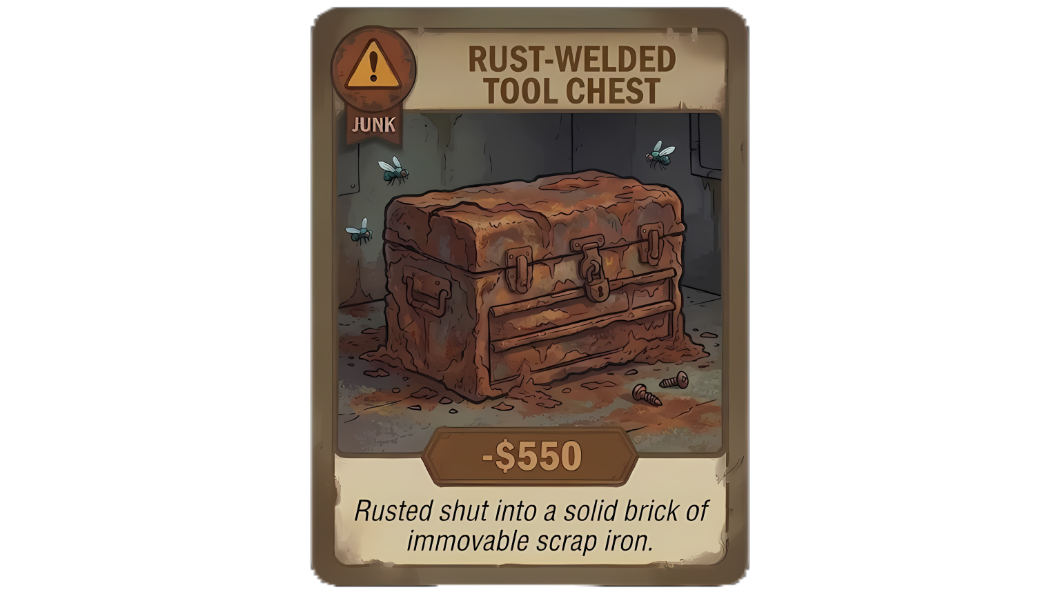 RUST-WELDED
TOOL CHEST
JUNK
-$550
Rusted shut into a solid brick of
immovable scrap iron.